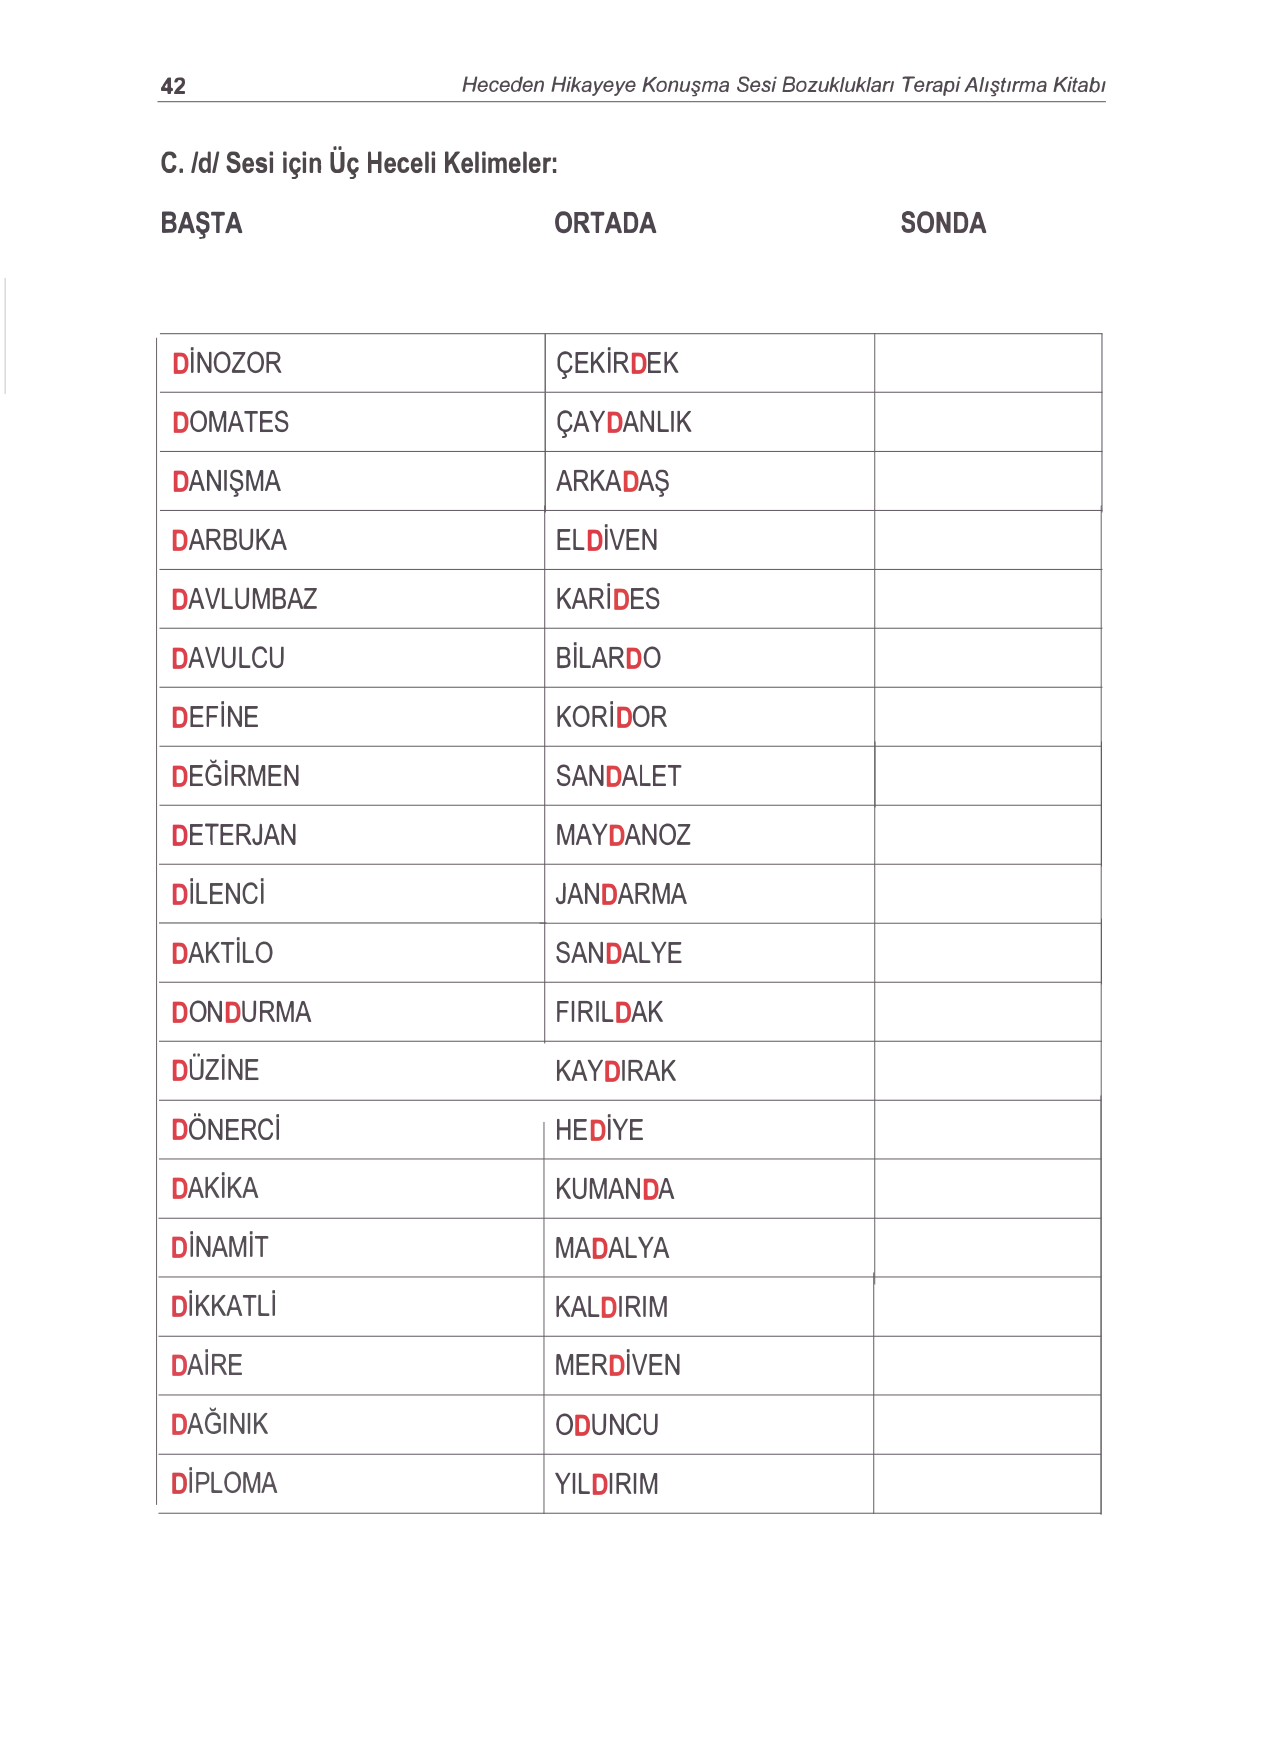 42 Heceden Hikayeye Konuşma Sesi Bozuklukları Terapi Alıştırma Kitabı
C. /d/ Sesi için Üç Heceli Kelimeler:
BAŞTA ORTADA SONDA
DİNOZOR ÇEKİRDEK
DOMATES ÇAYDANLIK
DANIŞMA ARKADAŞ
DARBUKA ELDİVEN
DAVLUMBAZ KARİDES
DAVULCU BİLARDO
DEFİNE KORİDOR
DEĞİRMEN SANDALET
DETERJAN MAYDANOZ
DİLENCİ JANDARMA
DAKTİLO SANDALYE
DONDURMA FIRILDAK
DÜZİNE KAYDIRAK
DÖNERCİ HEDİYE
DAKİKA KUMANDA
DİNAMİT MADALYA
DİKKATLİ KALDIRIM
DAİRE MERDİVEN
DAĞINIK ODUNCU
DİPLOMA YILDIRIM